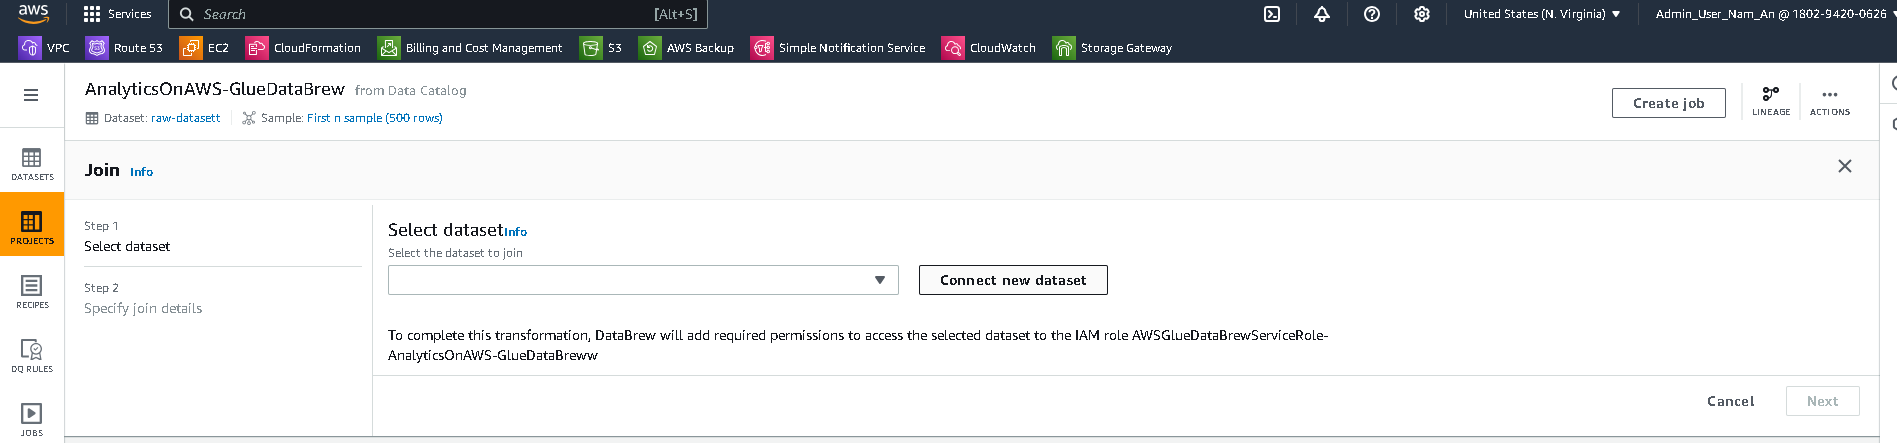 aws
Services
Search
[Alt+S]
United States (N. Virginia)
Admin_User_Nam_An @ 1802-9420-0626
VPC
Route 53
EC2
CloudFormation
Billing and Cost Management
S3
AWS Backup
Simple Notification Service
CloudWatch
Storage Gateway
AnalyticsOnAWS-GlueDataBrew from Data Catalog
Dataset: raw-datasett
Sample: First n sample (500 rows)
Create job
LINEAGE
ACTIONS
DATASETS
PROJECTS
RECIPES
DQ RULES
JOBS
Join Info
Step 1
Select dataset
Step 2
Specify join details
Select datasetInfo
Select the dataset to join
Connect new dataset
To complete this transformation, DataBrew will add required permissions to access the selected dataset to the IAM role AWSGlueDataBrewServiceRole-
AnalyticsOnAWS-GlueDataBreww
Cancel
Next